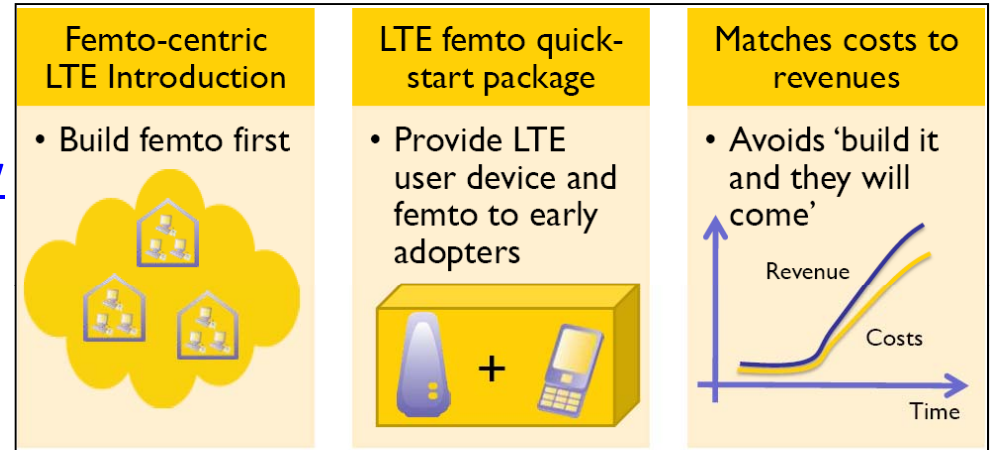 Femto-centric
LTE Introduction
• Build femto first
LTE femto quick-
start package
• Provide LTE
user device and
femto to early
adopters
+
Matches costs to
revenues
• Avoids ‘build it
and they will
come’
Revenue
Costs
Time